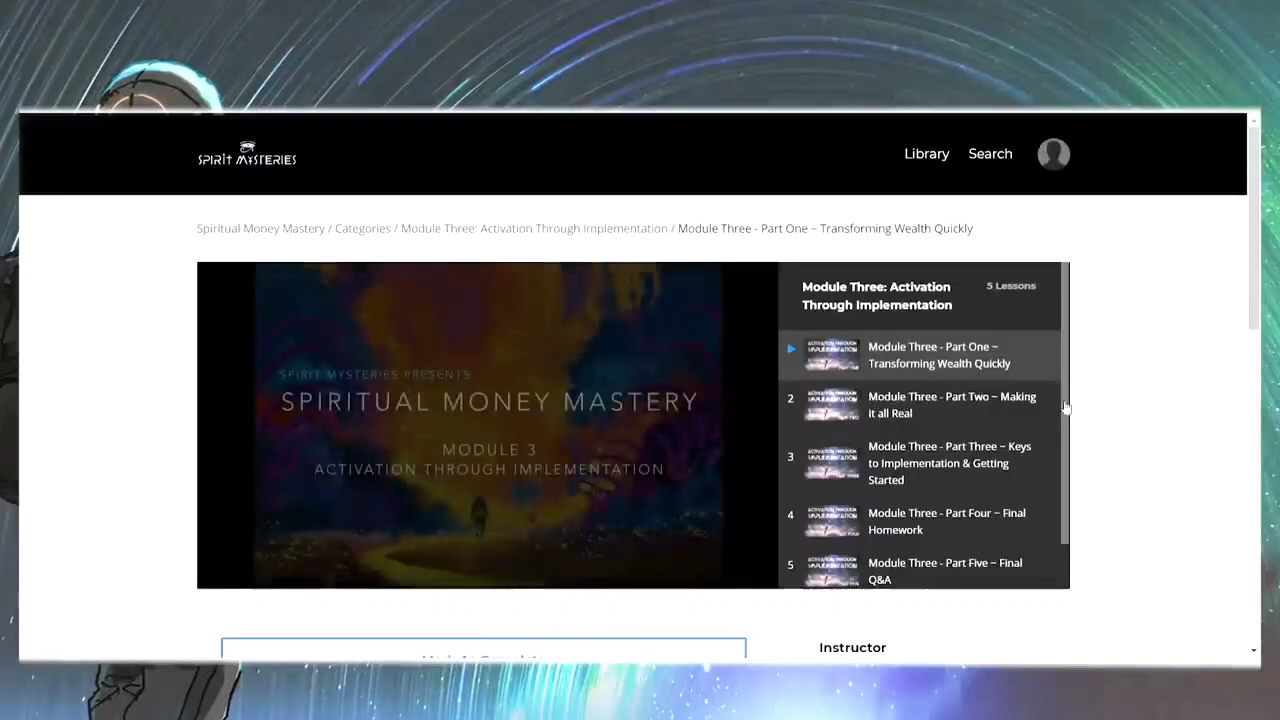 SPIRIT MYSTERIES
Library
Search
Spiritual Money Mastery / Categories / Module Three: Activation Through Implementation / Module Three - Part One ~ Transforming Wealth Quickly
SPIRIT MYSTERIES PRESENTS
SPIRITUAL MONEY MASTERY
MODULE 3
ACTIVATION THROUGH IMPLEMENTATION
Module Three: Activation
Through Implementation
5 Lessons
Module Three - Part One ~
Transforming Wealth Quickly
2
Module Three - Part Two ~ Making
it all Real
3
Module Three - Part Three ~ Keys
to Implementation & Getting
Started
4
Module Three - Part Four ~ Final
Homework
5
Module Three - Part Five ~ Final
Q&A
Instructor